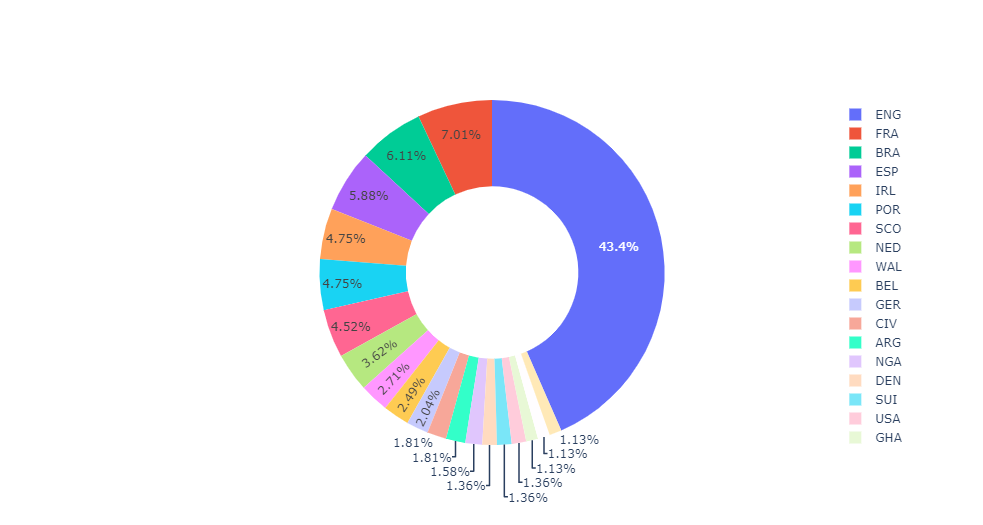 7.01%
6.11%
5.88%
4.75%
4.75%
4.52%
3.62%
2.71%
2.49%
2.04%
1.81%
1.81%
1.58%
1.36%
1.36%
1.36%
1.13%
1.13%
1.13%
43.4%
ENG
FRA
BRA
ESP
IRL
POR
SCO
NED
WAL
BEL
GER
CIV
ARG
NGA
DEN
SUI
USA
GHA